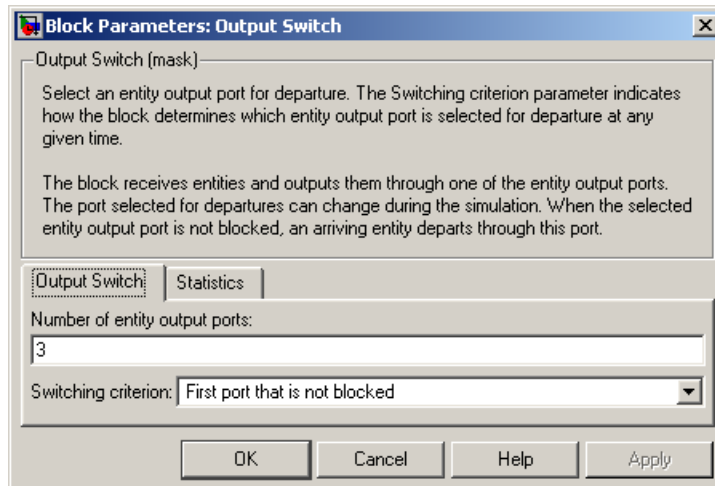 Block Parameters: Output Switch
Output Switch (mask)
Select an entity output port for departure. The Switching criterion parameter indicates
how the block determines which entity output port is selected for departure at any
given time.
The block receives entities and outputs them through one of the entity output ports.
The port selected for departures can change during the simulation. When the selected
entity output port is not blocked, an arriving entity departs through this port.
Output Switch Statistics
Number of entity output ports:
3
Switching criterion: First port that is not blocked
OK Cancel Help Apply